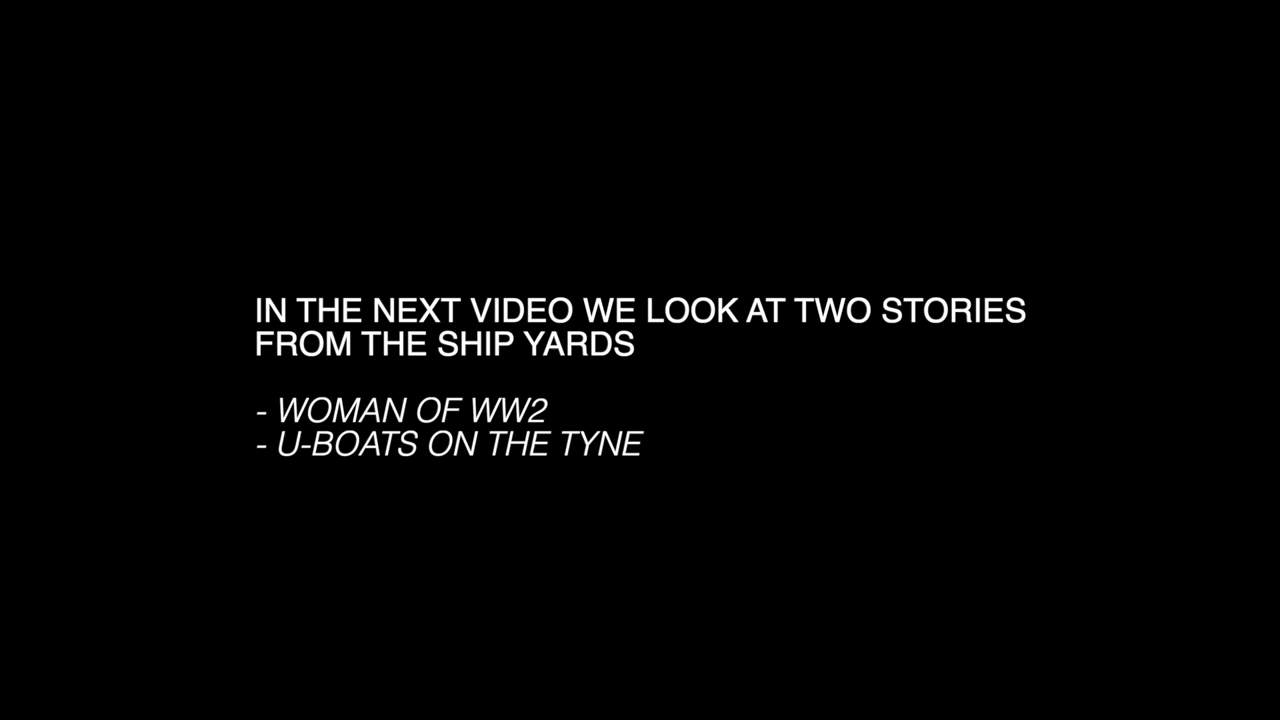 IN THE NEXT VIDEO WE LOOK AT TWO STORIES
FROM THE SHIP YARDS
- WOMAN OF WW2
- U-BOATS ON THE TYNE